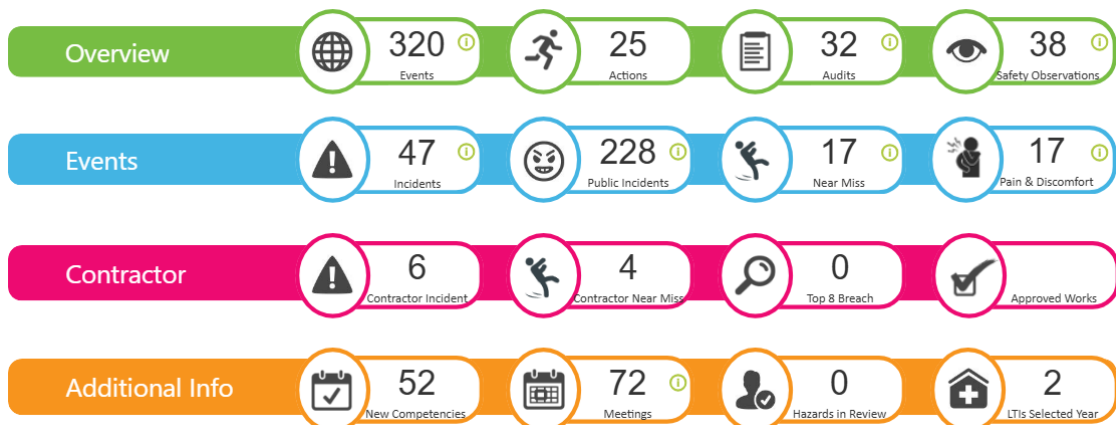 Overview
320
Events
25
Actions
32
Audits
38
Safety Observations
Events
47
Incidents
228
Public Incidents
17
Near Miss
17
Pain & Discomfort
Contractor
6
Contractor Incident
4
Contractor Near Miss
0
Top 8 Breach
Approved Works
Additional Info
52
New Competencies
72
Meetings
0
Hazards in Review
2
LTIs Selected Year